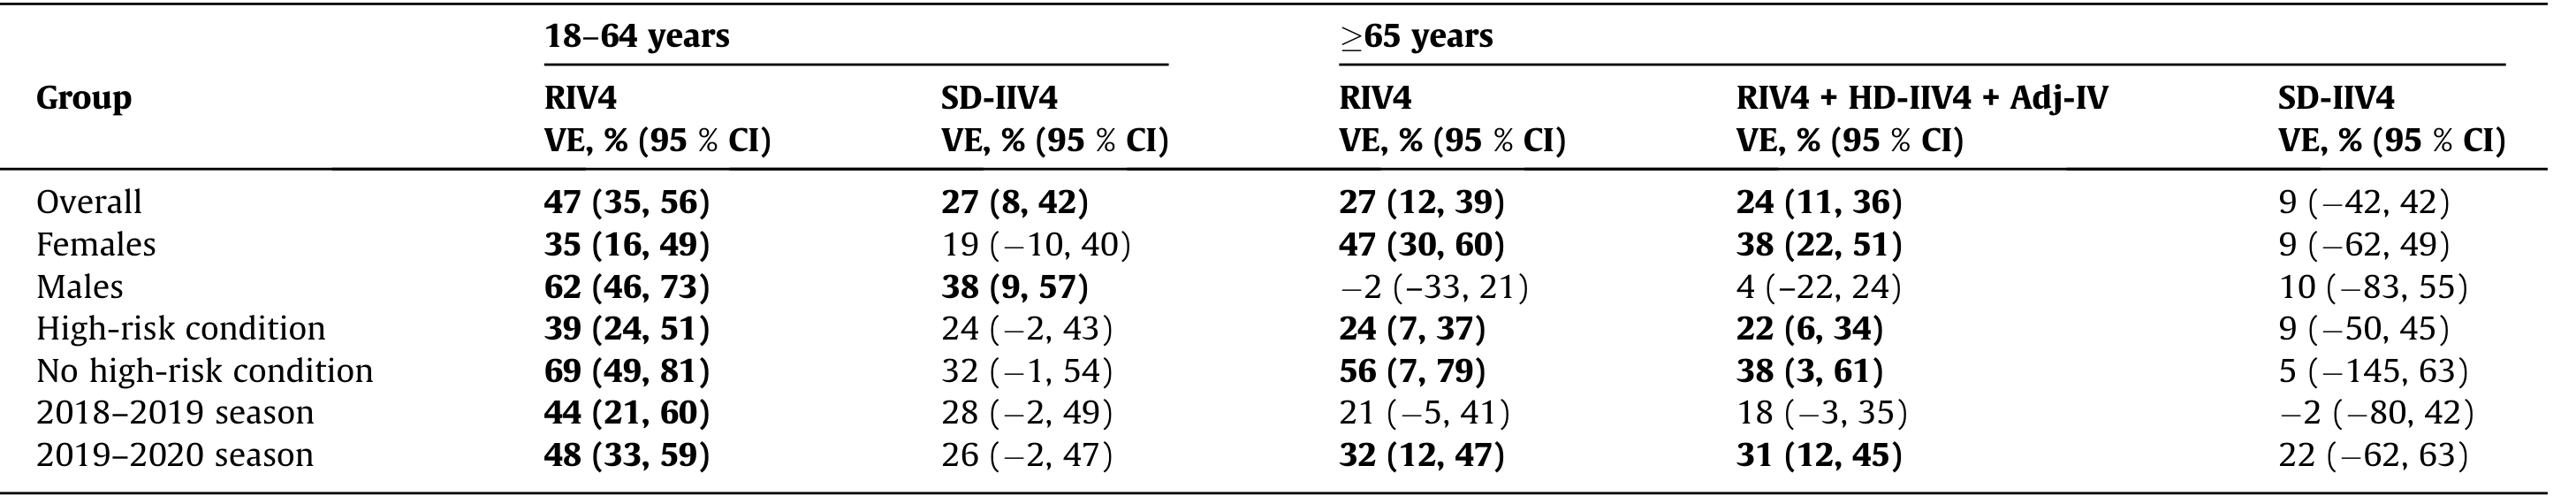 18–64 years ≥65 years
Group RIV4 SD-IIV4 RIV4 RIV4 + HD-IIV4 + Adj-IV SD-IIV4
VE, % (95 % CI) VE, % (95 % CI) VE, % (95 % CI) VE, % (95 % CI) VE, % (95 % CI)
Overall 47 (35, 56) 27 (8, 42) 27 (12, 39) 24 (11, 36) 9 (−42, 42)
Females 35 (16, 49) 19 (−10, 40) 47 (30, 60) 38 (22, 51) 9 (−62, 49)
Males 62 (46, 73) 38 (9, 57) −2 (–33, 21) 4 (–22, 24) 10 (−83, 55)
High-risk condition 39 (24, 51) 24 (−2, 43) 24 (7, 37) 22 (6, 34) 9 (−50, 45)
No high-risk condition 69 (49, 81) 32 (−1, 54) 56 (7, 79) 38 (3, 61) 5 (−145, 63)
2018–2019 season 44 (21, 60) 28 (−2, 49) 21 (−5, 41) 18 (−3, 35) −2 (−80, 42)
2019–2020 season 48 (33, 59) 26 (−2, 47) 32 (12, 47) 31 (12, 45) 22 (−62, 63)